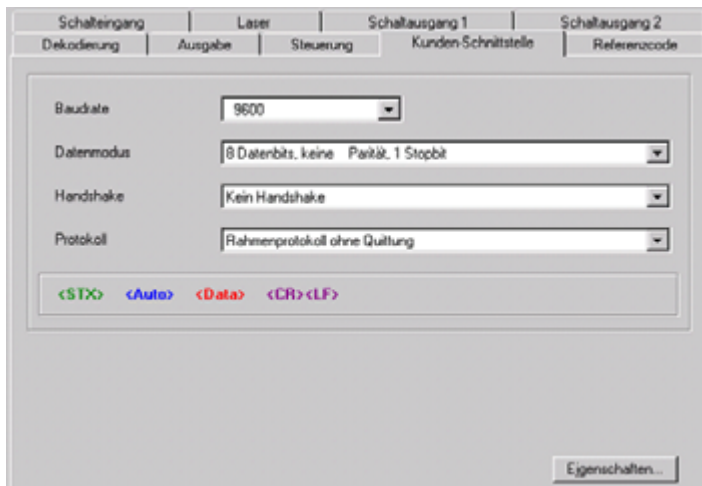 Schalteingang Laser Schaltausgang 1 Schaltausgang 2
Dekodierung Ausgabe Steuerung Kunden-Schnittstelle Referenzcode
Baudrate 9600
Datenmodus 8 Datenbits, keine Parität, 1 Stopbit
Handshake Kein Handshake
Protokoll Rahmenprotokoll ohne Quittung
<STX> <Auto> <Data> <CR><LF>
Eigenschaften...